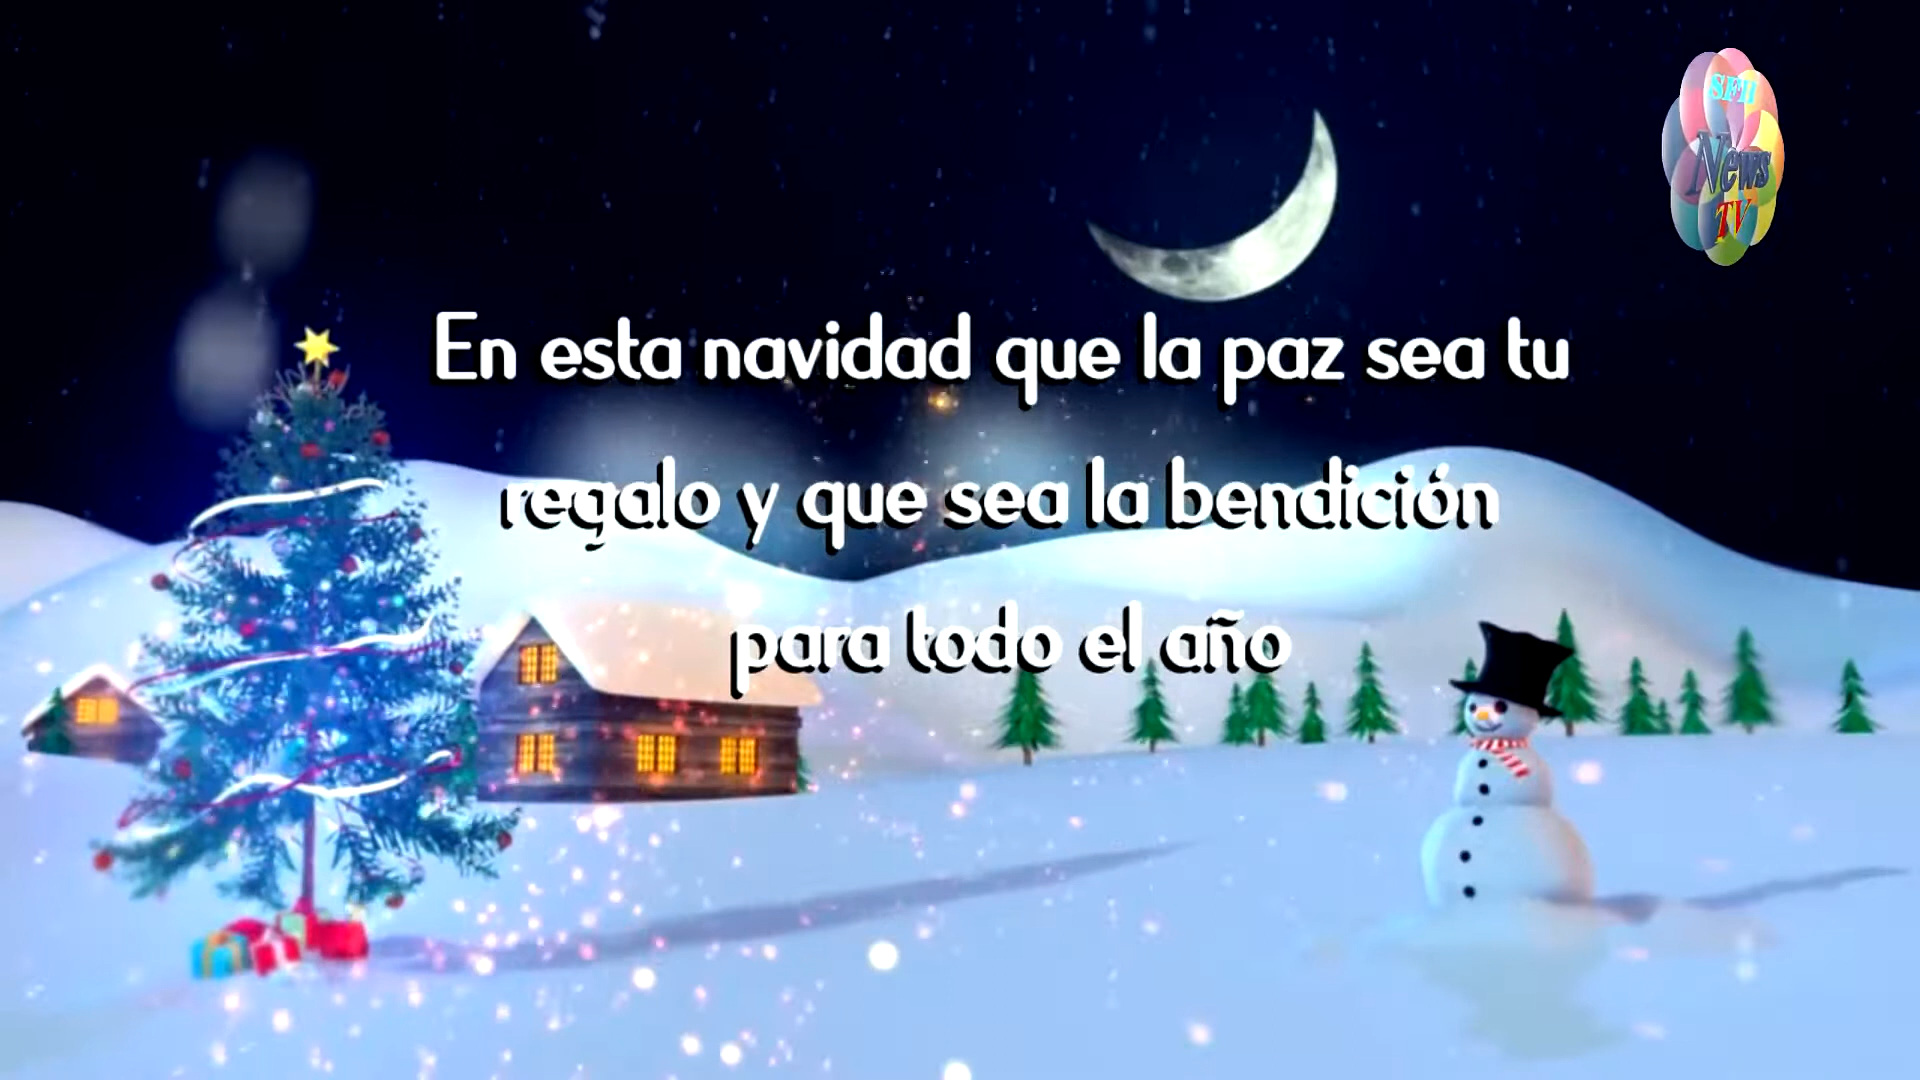 SFH
News
TV
En esta navidad que la paz sea tu
regalo y que sea la bendición
para todo el año